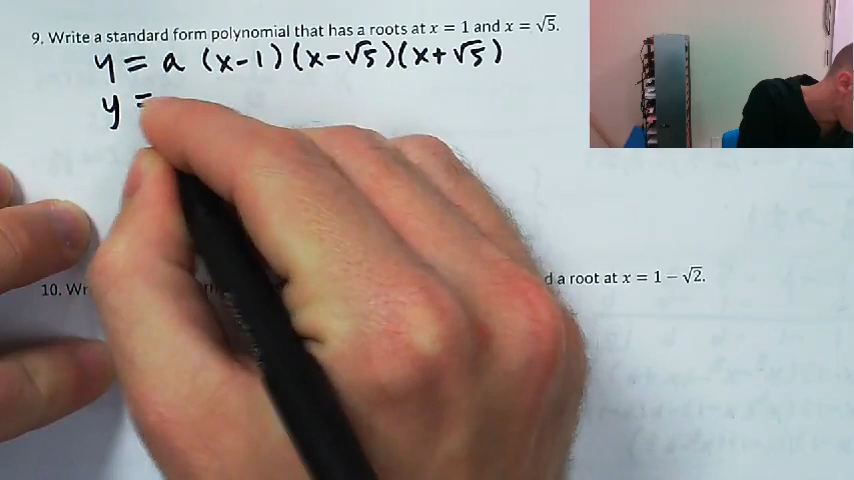 9. Write a standard form polynomial that has a roots at x = 1 and x = √5.
y = a (x-1)(x-√5)(x+√5)
y =
10. Wr d a root at x = 1 − √2.